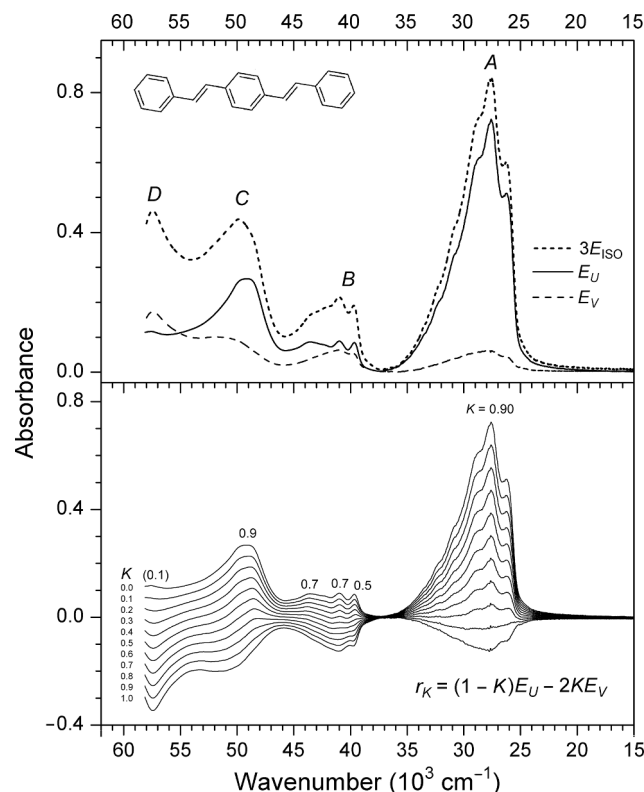 60 55 50 45 40 35 30 25 20 15
A
0.8
D
C
B
0.4
3E_ISO
E_U
E_V
0.0
Absorbance
0.8
K = 0.90
0.4
0.9
(0.1)
0.7 0.7 0.5
K
0.0
0.1
0.2
0.3
0.4
0.5
0.6
0.7
0.8
0.9
1.0
0.0
r_K = (1 – K)E_U – 2KE_V
–0.4
60 55 50 45 40 35 30 25 20 15
Wavenumber (10³ cm⁻¹)